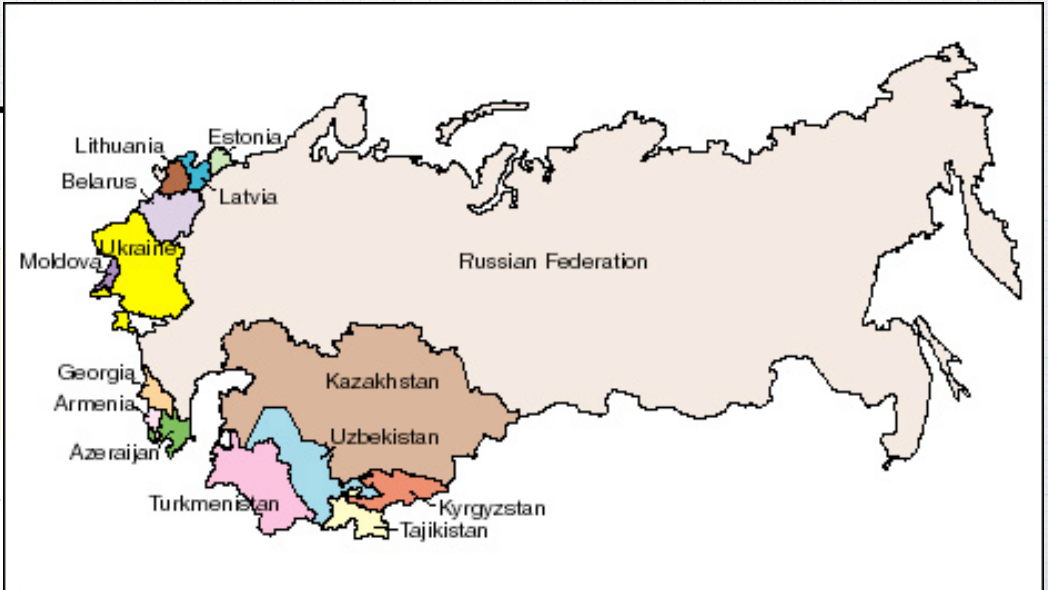 Estonia
Lithuania
Belarus
Latvia
Ukraine
Moldova
Russian Federation
Georgia
Kazakhstan
Armenia
Uzbekistan
Azeraijan
Turkmenistan
Kyrgyzstan
Tajikistan